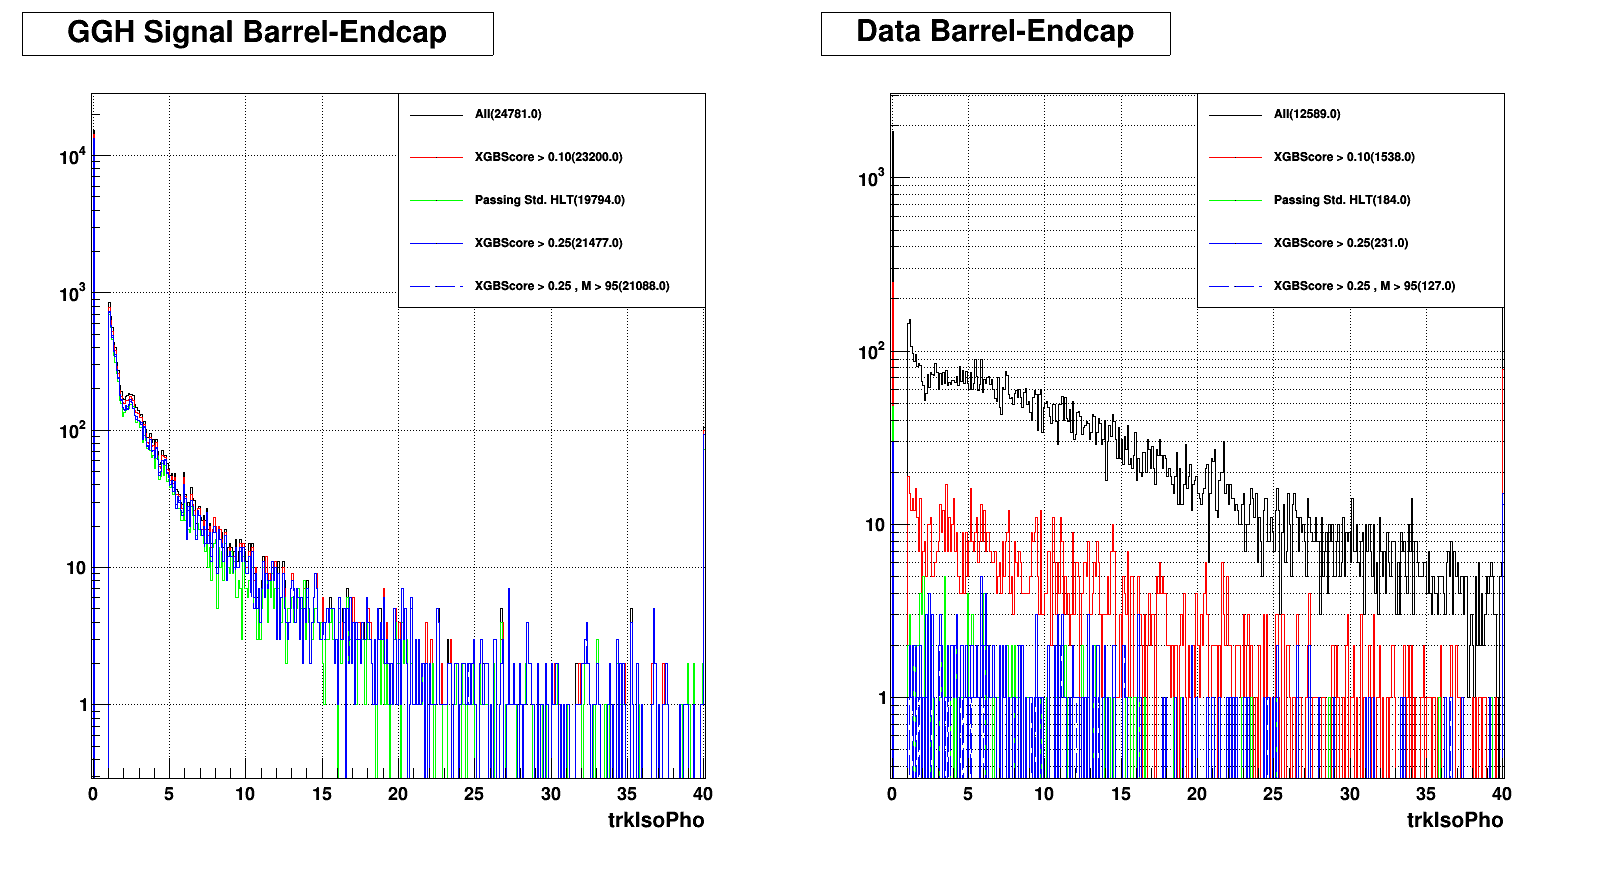 GGH Signal Barrel-Endcap
All(24781.0)
XGBScore > 0.10(23200.0)
Passing Std. HLT(19794.0)
XGBScore > 0.25(21477.0)
XGBScore > 0.25 , M > 95(21088.0)
10^4
10^3
10^2
10
1
0 5 10 15 20 25 30 35 40
trkIsoPho
Data Barrel-Endcap
All(12589.0)
XGBScore > 0.10(1538.0)
Passing Std. HLT(184.0)
XGBScore > 0.25(231.0)
XGBScore > 0.25 , M > 95(127.0)
10^3
10^2
10
1
0 5 10 15 20 25 30 35 40
trkIsoPho